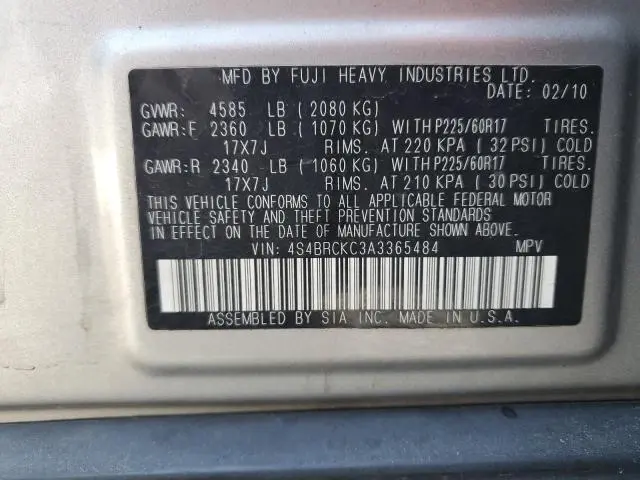 MFD BY FUJI HEAVY INDUSTRIES LTD.
DATE: 02/10
GVWR: 4585 LB (2080 KG)
GAWR:F 2360 LB (1070 KG) WITH P225/60R17 TIRES.
17X7J RIMS. AT 220 KPA (32 PSI) COLD
GAWR:R 2340 LB (1060 KG) WITH P225/60R17 TIRES.
17X7J RIMS. AT 210 KPA (30 PSI) COLD
THIS VEHICLE CONFORMS TO ALL APPLICABLE FEDERAL MOTOR
VEHICLE SAFETY AND THEFT PREVENTION STANDARDS
IN EFFECT ON THE DATE OF MANUFACTURE SHOWN ABOVE.
VIN: 4S4BRCKC3A3365484 MPV
ASSEMBLED BY SIA INC. MADE IN U.S.A.